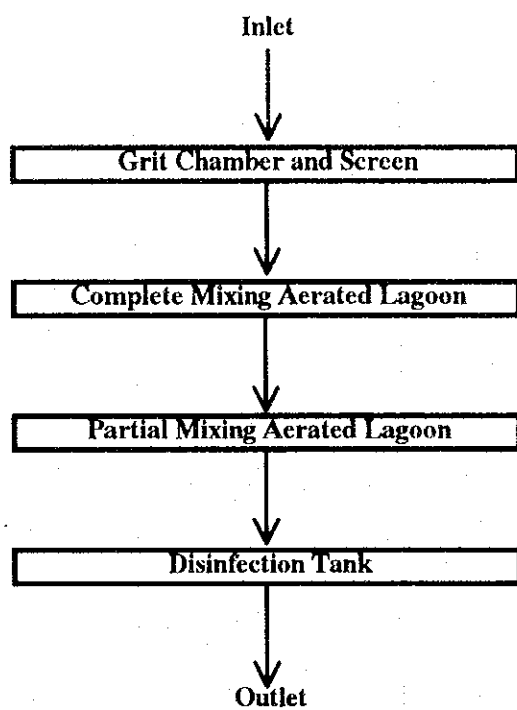 Inlet
Grit Chamber and Screen
Complete Mixing Aerated Lagoon
Partial Mixing Aerated Lagoon
Disinfection Tank
Outlet